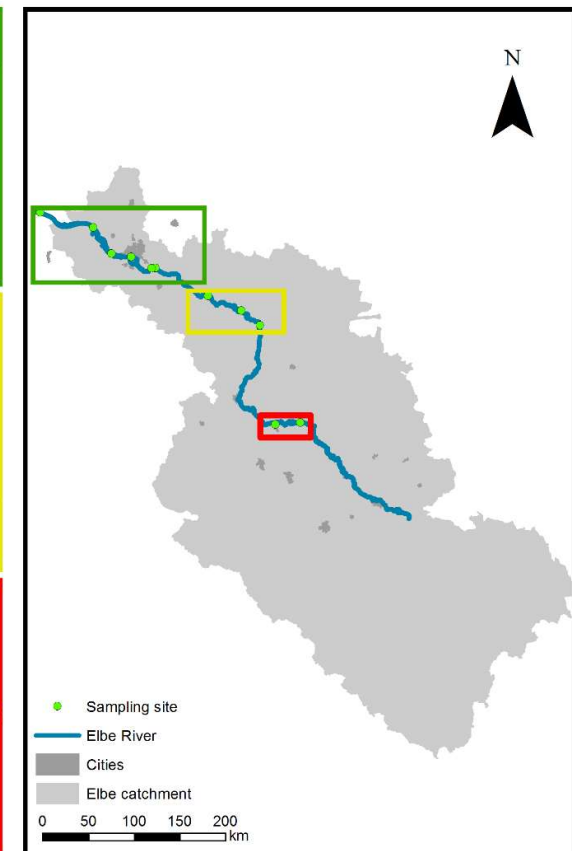 N
Sampling site
Elbe River
Cities
Elbe catchment
0 50 100 150 200
km